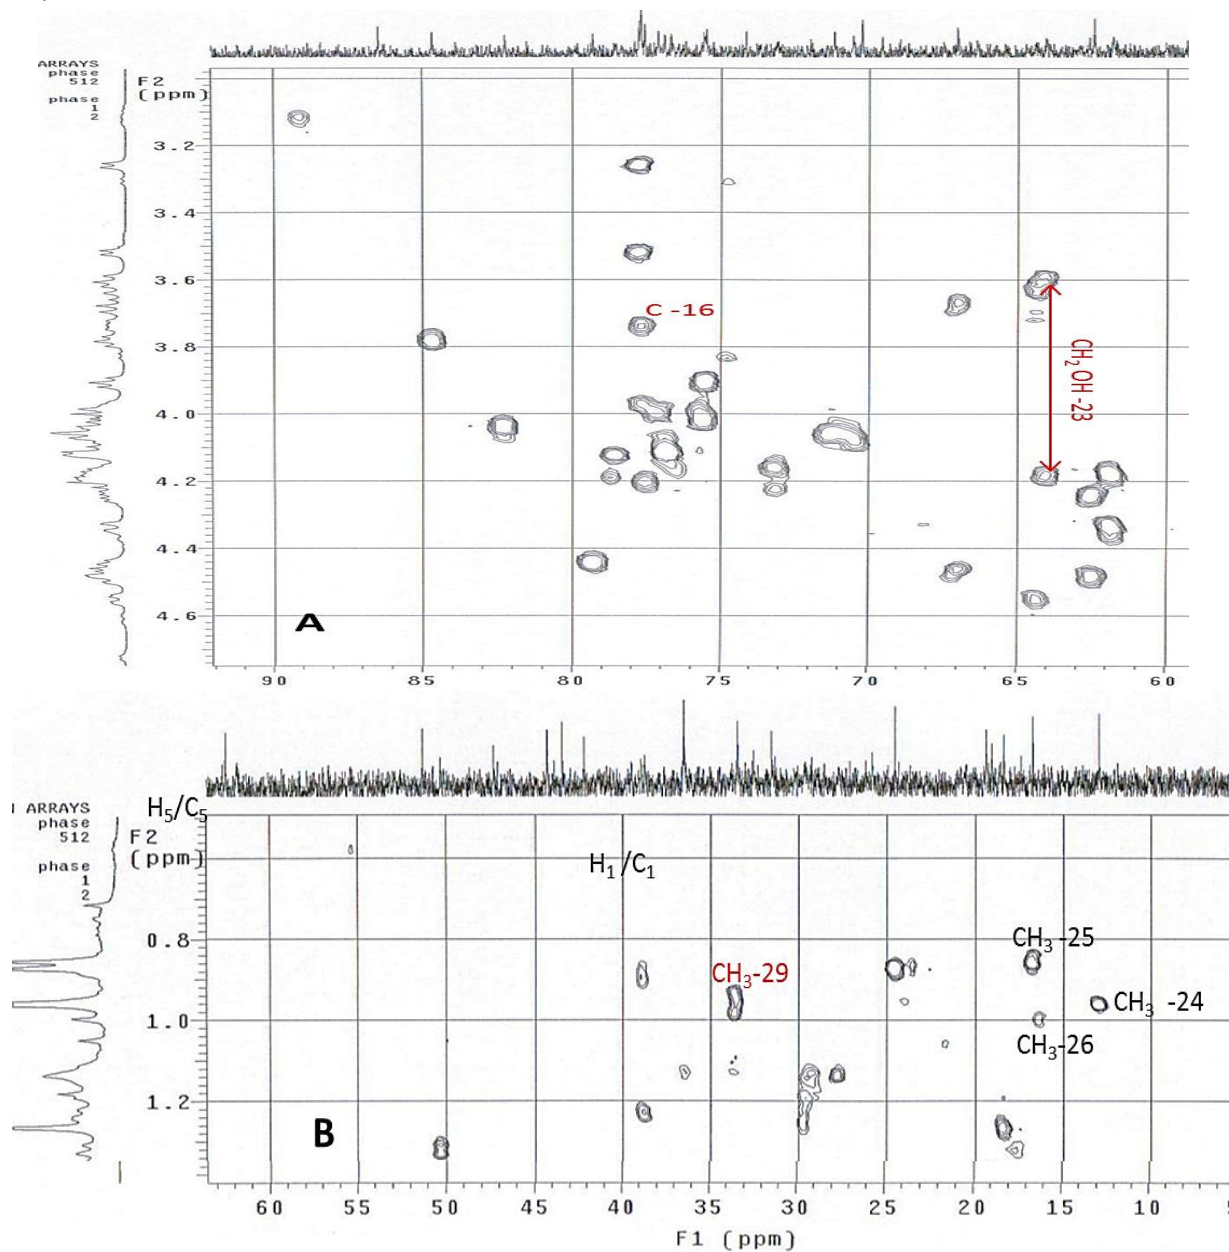 ARRAYS
phase
512
phase
1
2
F2
(ppm)
3.2
3.4
3.6
3.8
4.0
4.2
4.4
4.6
C -16
CH₂ OH -23
A
90 85 80 75 70 65 60
ARRAYS
phase
512
phase
1
2
H₅/C₅
F2
(ppm)
H₁ /C₁
0.8
1.0
1.2
CH₃-25
CH₃-29
CH₃ -24
CH₃-26
B
60 55 50 45 40 35 30 25 20 15 10
F1 (ppm)